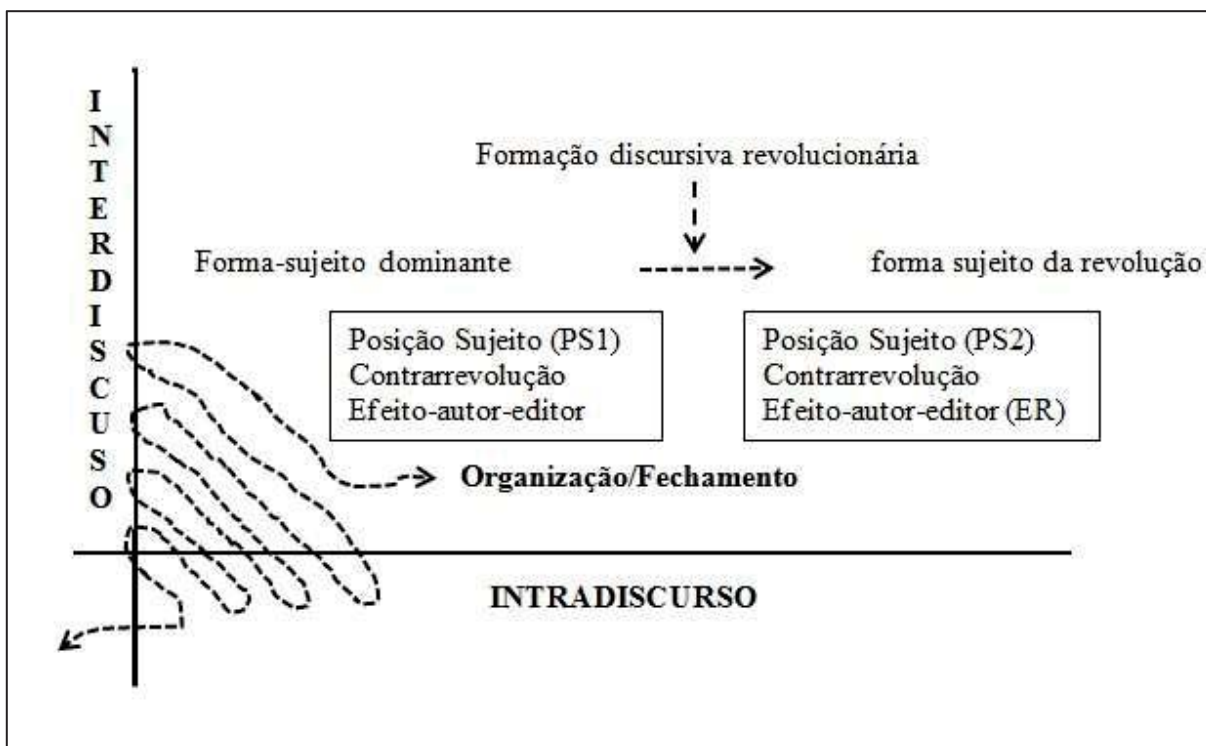 INTERDISCUSO
Formação discursiva revolucionária
Forma-sujeito dominante
forma sujeito da revolução
Posição Sujeito (PS1)
Contrarrevolução
Efeito-autor-editor
Posição Sujeito (PS2)
Contrarrevolução
Efeito-autor-editor (ER)
Organização/Fechamento
INTRADISCURSO